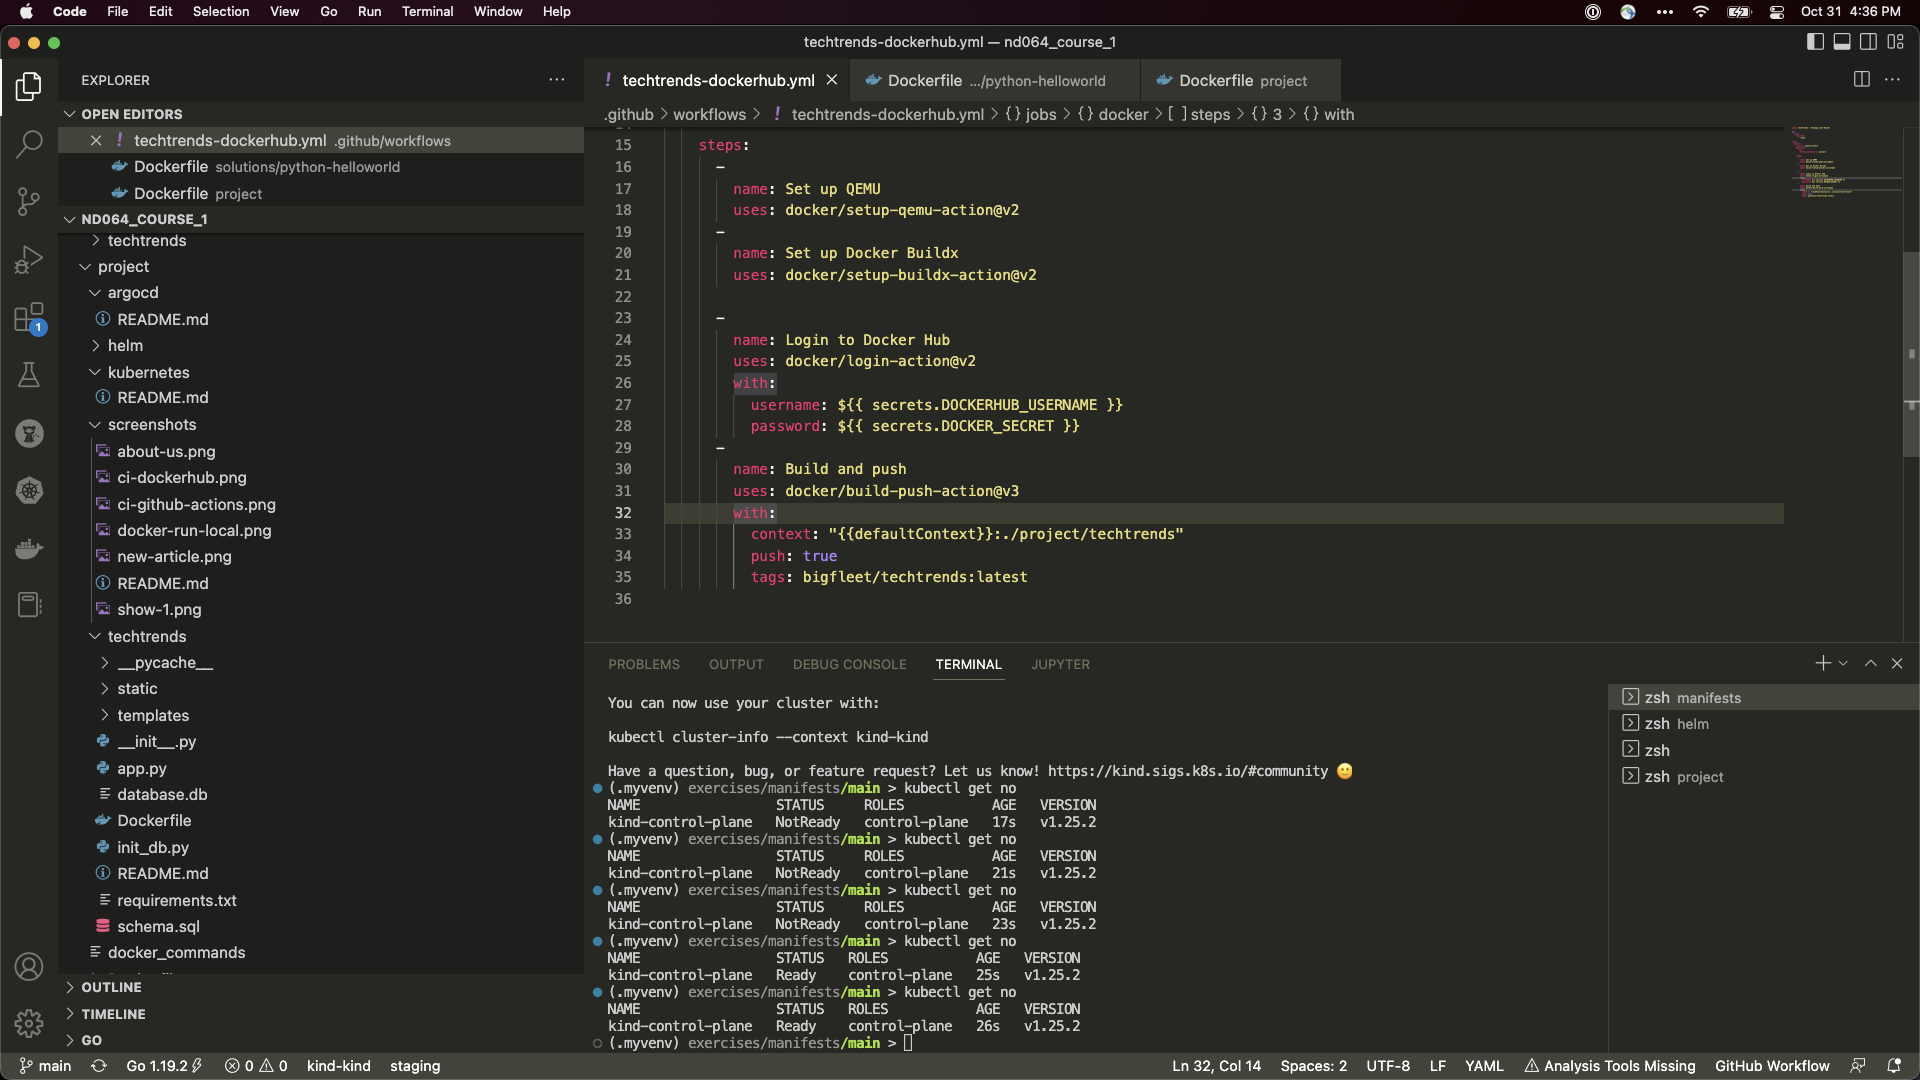 Code File Edit Selection View Go Run Terminal Window Help Oct 31 4:36 PM
techtrends-dockerhub.yml — nd064_course_1
EXPLORER
OPEN EDITORS
techtrends-dockerhub.yml .github/workflows
Dockerfile solutions/python-helloworld
Dockerfile project
ND064_COURSE_1
techtrends
project
argocd
README.md
helm
kubernetes
README.md
screenshots
about-us.png
ci-dockerhub.png
ci-github-actions.png
docker-run-local.png
new-article.png
README.md
show-1.png
techtrends
__pycache__
static
templates
__init__.py
app.py
database.db
Dockerfile
init_db.py
README.md
requirements.txt
schema.sql
docker_commands
OUTLINE
TIMELINE
GO
1
techtrends-dockerhub.yml Dockerfile .../python-helloworld Dockerfile project
.github > workflows > ! techtrends-dockerhub.yml > {} jobs > {} docker > [ ] steps > {} 3 > {} with
15 steps:
16 -
17 name: Set up QEMU
18 uses: docker/setup-qemu-action@v2
19 -
20 name: Set up Docker Buildx
21 uses: docker/setup-buildx-action@v2
22
23 -
24 name: Login to Docker Hub
25 uses: docker/login-action@v2
26 with:
27 username: ${{ secrets.DOCKERHUB_USERNAME }}
28 password: ${{ secrets.DOCKER_SECRET }}
29 -
30 name: Build and push
31 uses: docker/build-push-action@v3
32 with:
33 context: "{{defaultContext}}:./project/techtrends"
34 push: true
35 tags: bigfleet/techtrends:latest
36
PROBLEMS OUTPUT DEBUG CONSOLE TERMINAL JUPYTER
You can now use your cluster with:
kubectl cluster-info --context kind-kind
Have a question, bug, or feature request? Let us know! https://kind.sigs.k8s.io/#community 🙂
(.myvenv) exercises/manifests/main > kubectl get no
NAME STATUS ROLES AGE VERSION
kind-control-plane NotReady control-plane 17s v1.25.2
(.myvenv) exercises/manifests/main > kubectl get no
NAME STATUS ROLES AGE VERSION
kind-control-plane NotReady control-plane 21s v1.25.2
(.myvenv) exercises/manifests/main > kubectl get no
NAME STATUS ROLES AGE VERSION
kind-control-plane NotReady control-plane 23s v1.25.2
(.myvenv) exercises/manifests/main > kubectl get no
NAME STATUS ROLES AGE VERSION
kind-control-plane Ready control-plane 25s v1.25.2
(.myvenv) exercises/manifests/main > kubectl get no
NAME STATUS ROLES AGE VERSION
kind-control-plane Ready control-plane 26s v1.25.2
(.myvenv) exercises/manifests/main >
zsh manifests
zsh helm
zsh
zsh project
main Go 1.19.2 0 0 kind-kind staging Ln 32, Col 14 Spaces: 2 UTF-8 LF YAML Analysis Tools Missing GitHub Workflow